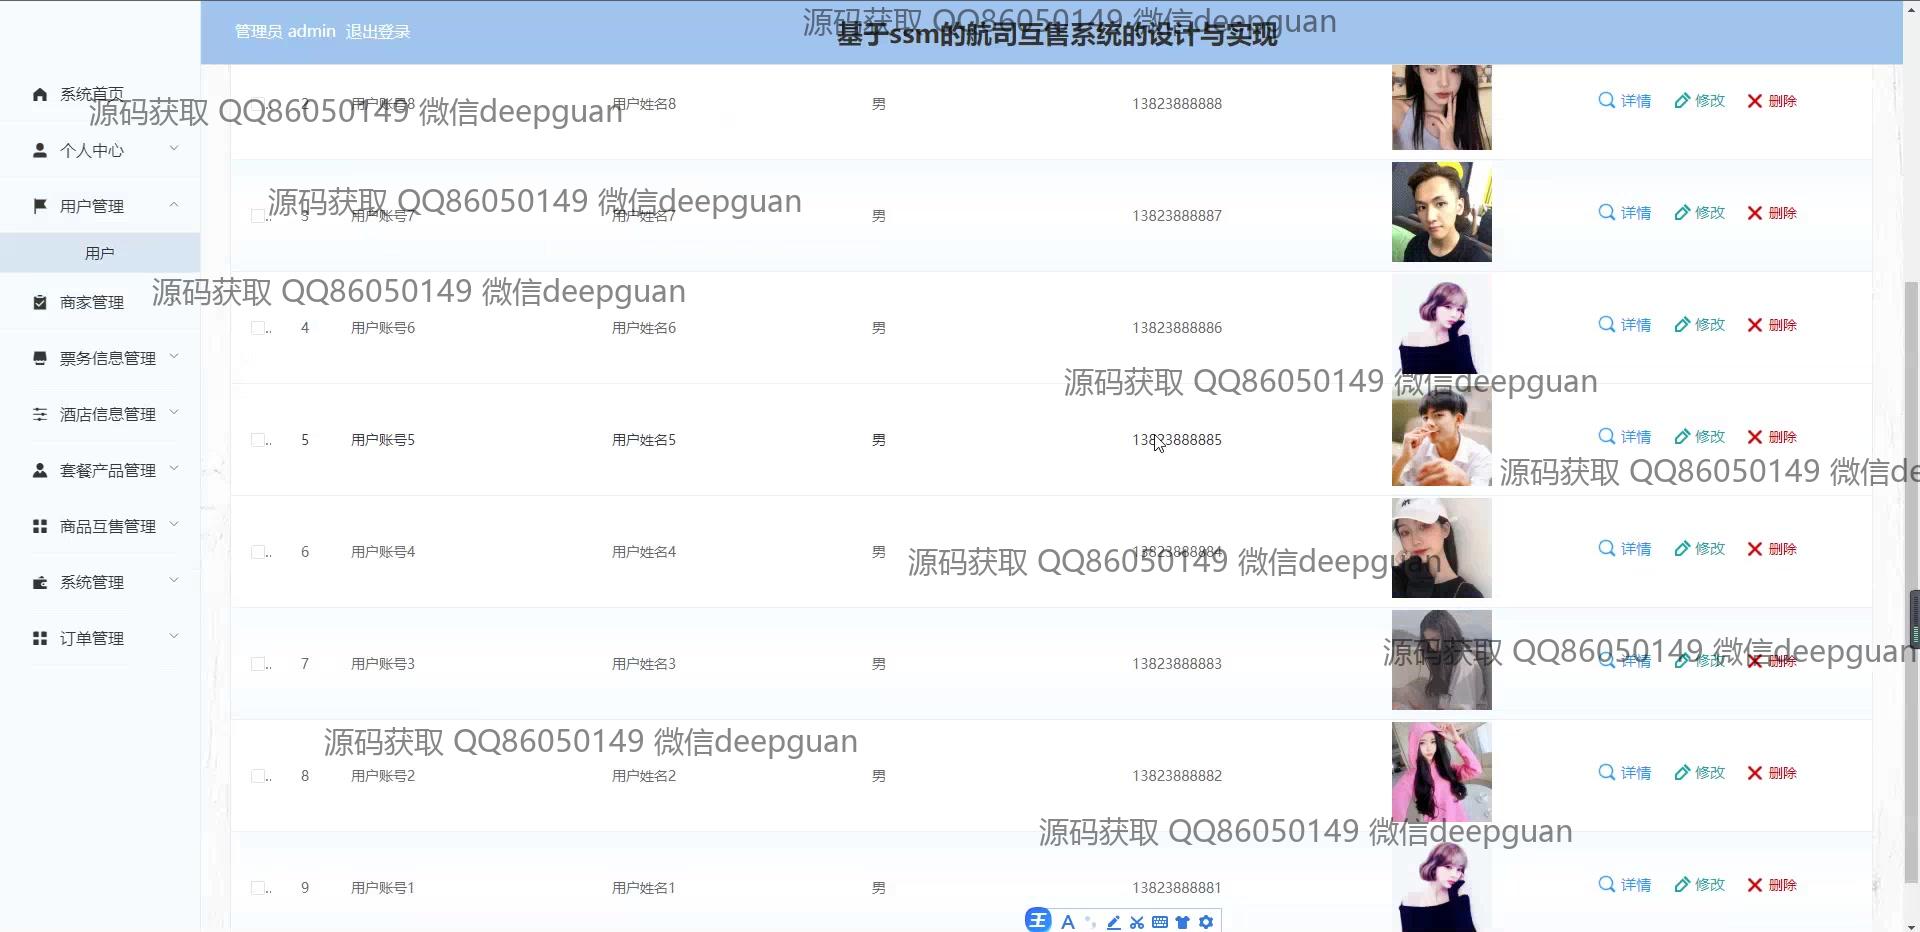 源码获取 QQ86050149 微信deepguan
管理员 admin 退出登录
基于ssm的航司互售系统的设计与实现
系统首页
源码获取 QQ86050149 微信deepguan
2 用户账号8 用户姓名8 男 13823888888 详情 修改 删除
个人中心
源码获取 QQ86050149 微信deepguan
用户管理
3 用户账号7 用户姓名7 男 13823888887 详情 修改 删除
用户
源码获取 QQ86050149 微信deepguan
商家管理
4 用户账号6 用户姓名6 男 13823888886 详情 修改 删除
票务信息管理
源码获取 QQ86050149 微信deepguan
酒店信息管理
5 用户账号5 用户姓名5 男 13823888885 详情 修改 删除
套餐产品管理
源码获取 QQ86050149 微信de
商品互售管理
6 用户账号4 用户姓名4 男 13823888884 详情 修改 删除
源码获取 QQ86050149 微信deepguan
系统管理
订单管理
源码获取 QQ86050149 微信deepguan
7 用户账号3 用户姓名3 男 13823888883 详情 修改 删除
源码获取 QQ86050149 微信deepguan
8 用户账号2 用户姓名2 男 13823888882 详情 修改 删除
源码获取 QQ86050149 微信deepguan
9 用户账号1 用户姓名1 男 13823888881 详情 修改 删除
王 A